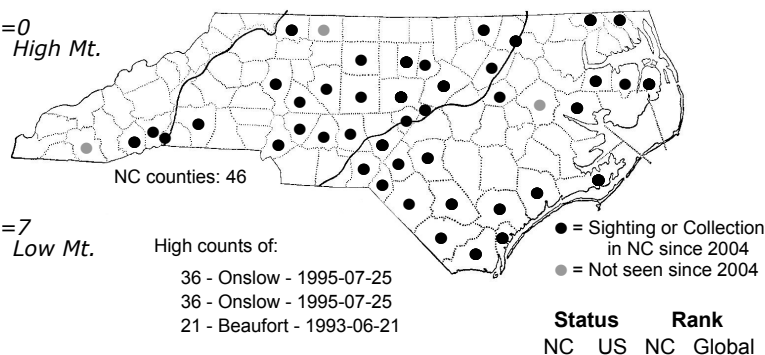 =0
High Mt.
NC counties: 46
=7
Low Mt.
High counts of:
36 - Onslow - 1995-07-25
36 - Onslow - 1995-07-25
21 - Beaufort - 1993-06-21
● = Sighting or Collection
in NC since 2004
● = Not seen since 2004
Status Rank
NC US NC Global